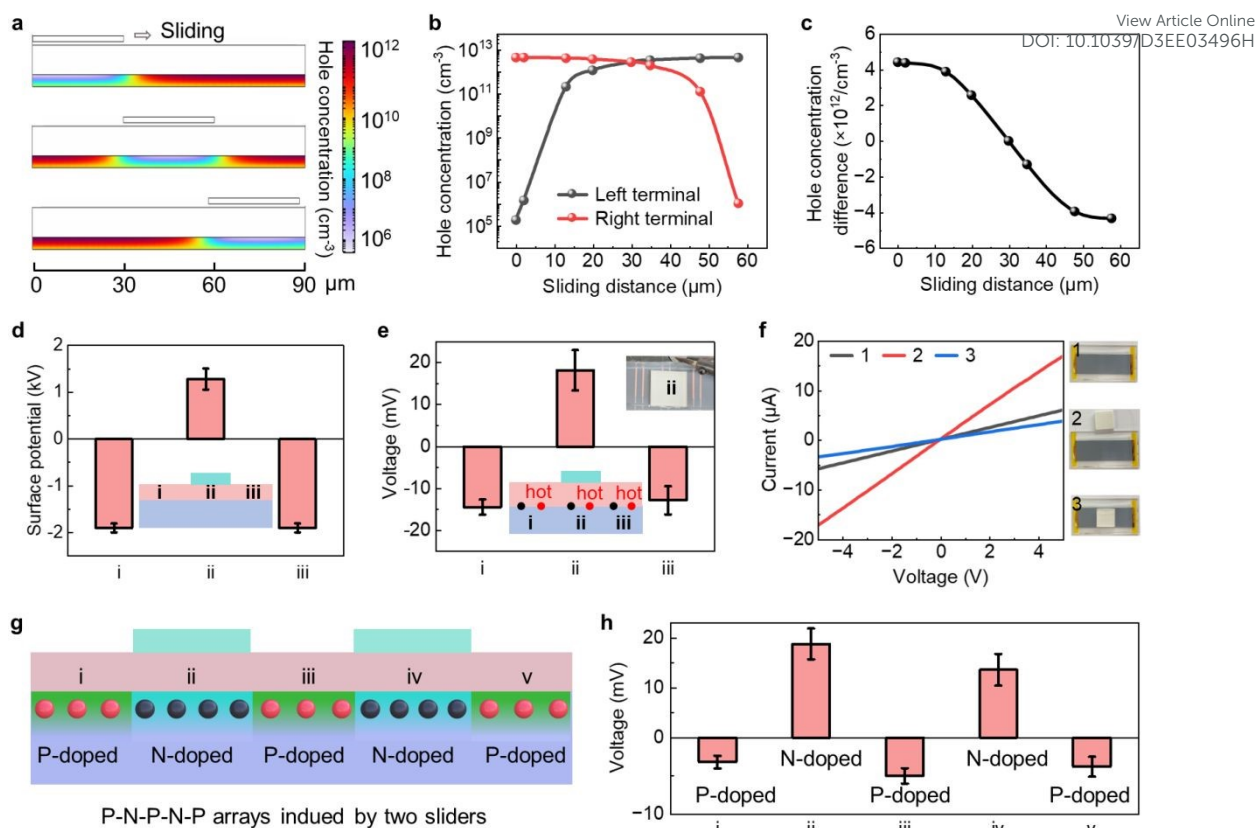 View Article Online
DOI: 10.1039/D3EE03496H
a
Sliding
Hole concentration (cm-3)
10^12
10^10
10^8
10^6
0 30 60 90 μm
b
Hole concentration (cm-3)
10^13
10^11
10^9
10^7
10^5
Left terminal
Right terminal
0 10 20 30 40 50 60
Sliding distance (μm)
c
Hole concentration
difference (×10^12/cm-3)
6
4
2
0
−2
−4
−6
0 10 20 30 40 50 60
Sliding distance (μm)
d
Surface potential (kV)
2
1
0
−1
−2
i ii iii
i ii iii
e
Voltage (mV)
20
10
0
−10
−20
ii
hot hot hot
i ii iii
i ii iii
f
Current (μA)
20
10
0
−10
−20
1 2 3
−4 −2 0 2 4
Voltage (V)
1
2
3
g
i ii iii iv v
P-doped N-doped P-doped N-doped P-doped
P-N-P-N-P arrays indued by two sliders
h
Voltage (mV)
20
10
0
−10
N-doped N-doped
P-doped P-doped P-doped
i ii iii iv v